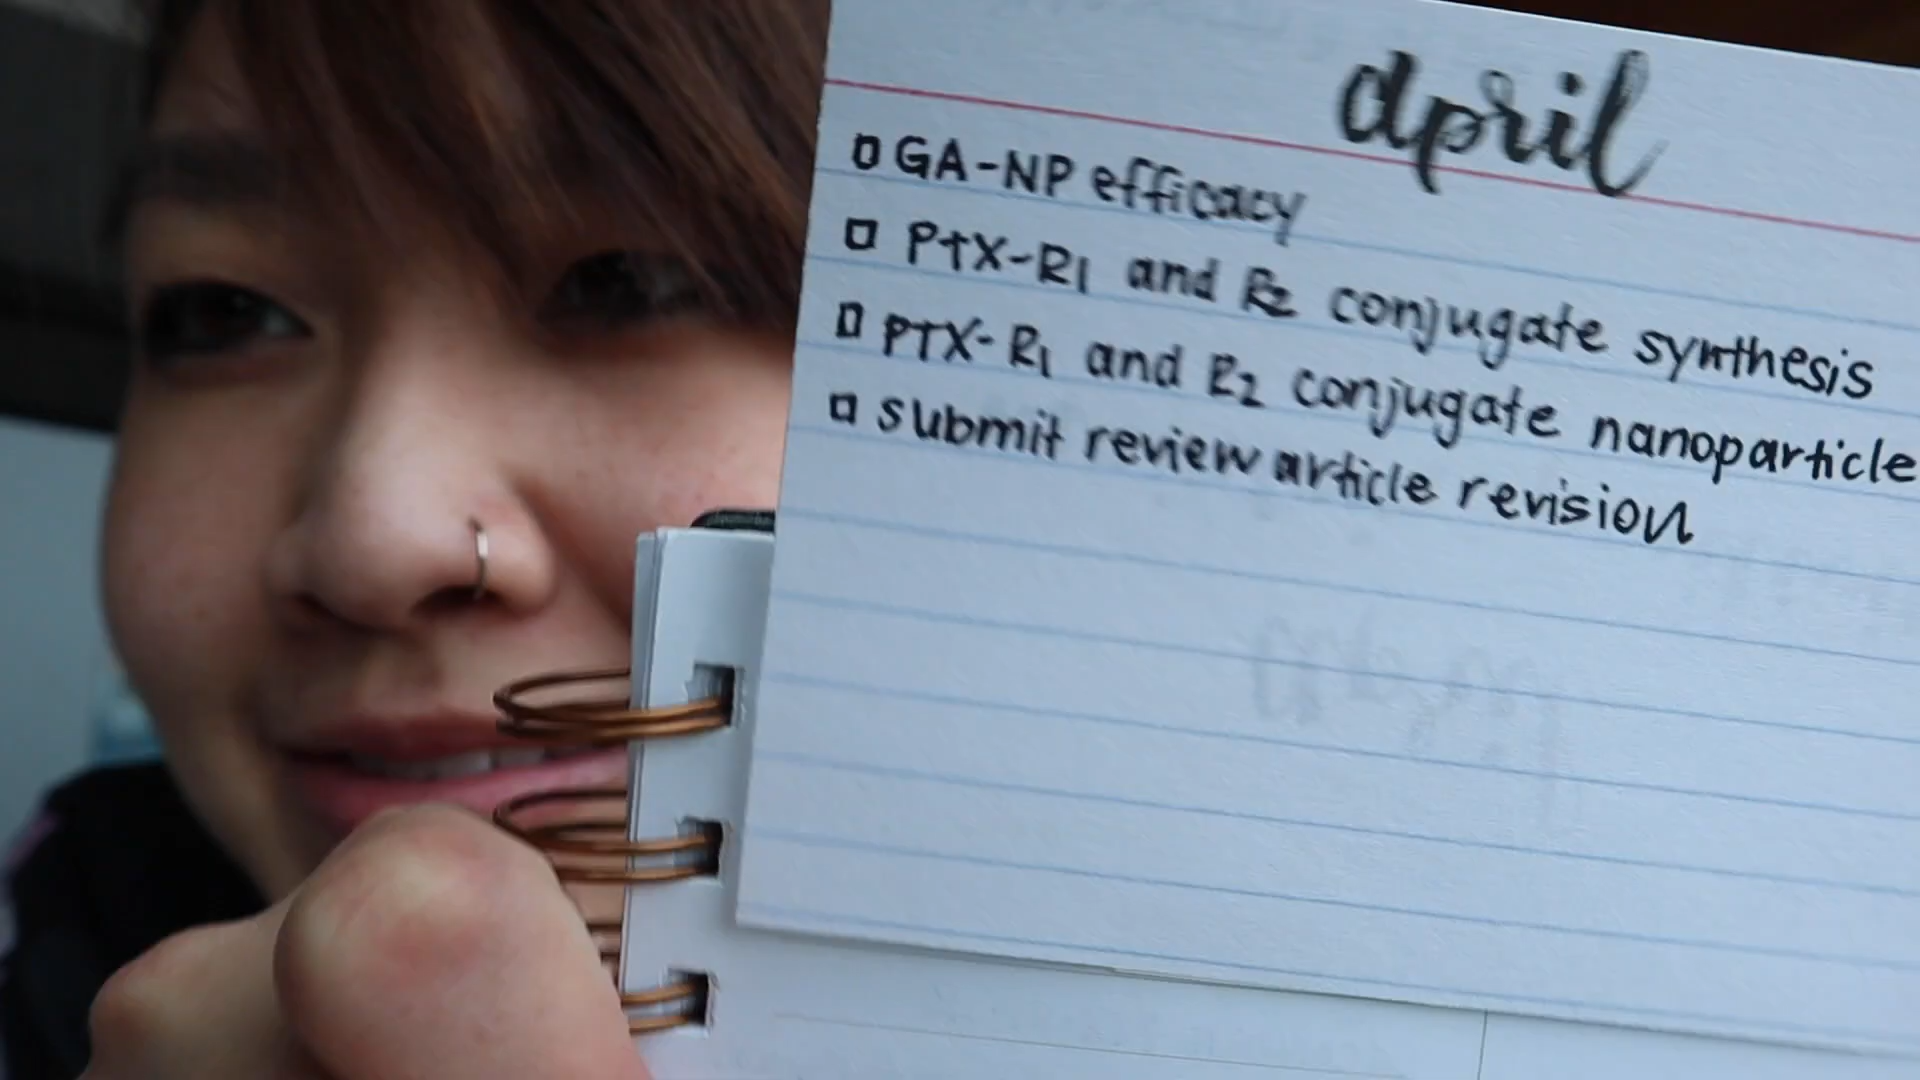 april
GA-NP efficacy
PTX-R1 and R2 conjugate synthesis
PTX-R1 and R2 conjugate nanoparticle
submit review article revision